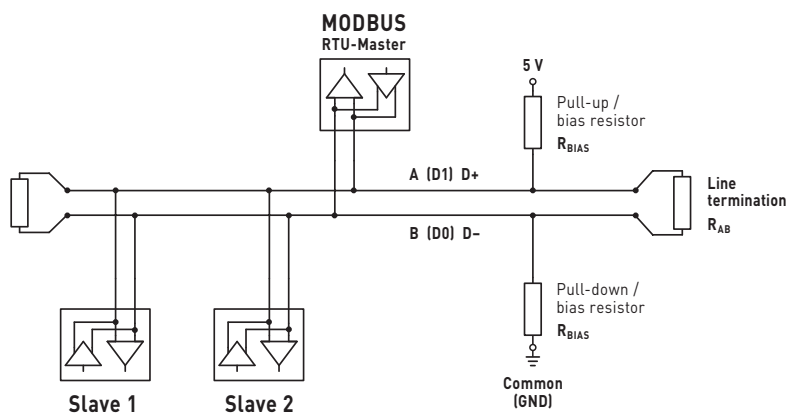 MODBUS
RTU-Master
5 V
Pull-up /
bias resistor
RBIAS
A (D1) D+
Line
termination
RAB
B (D0) D–
Pull-down /
bias resistor
RBIAS
Common
(GND)
Slave 1
Slave 2